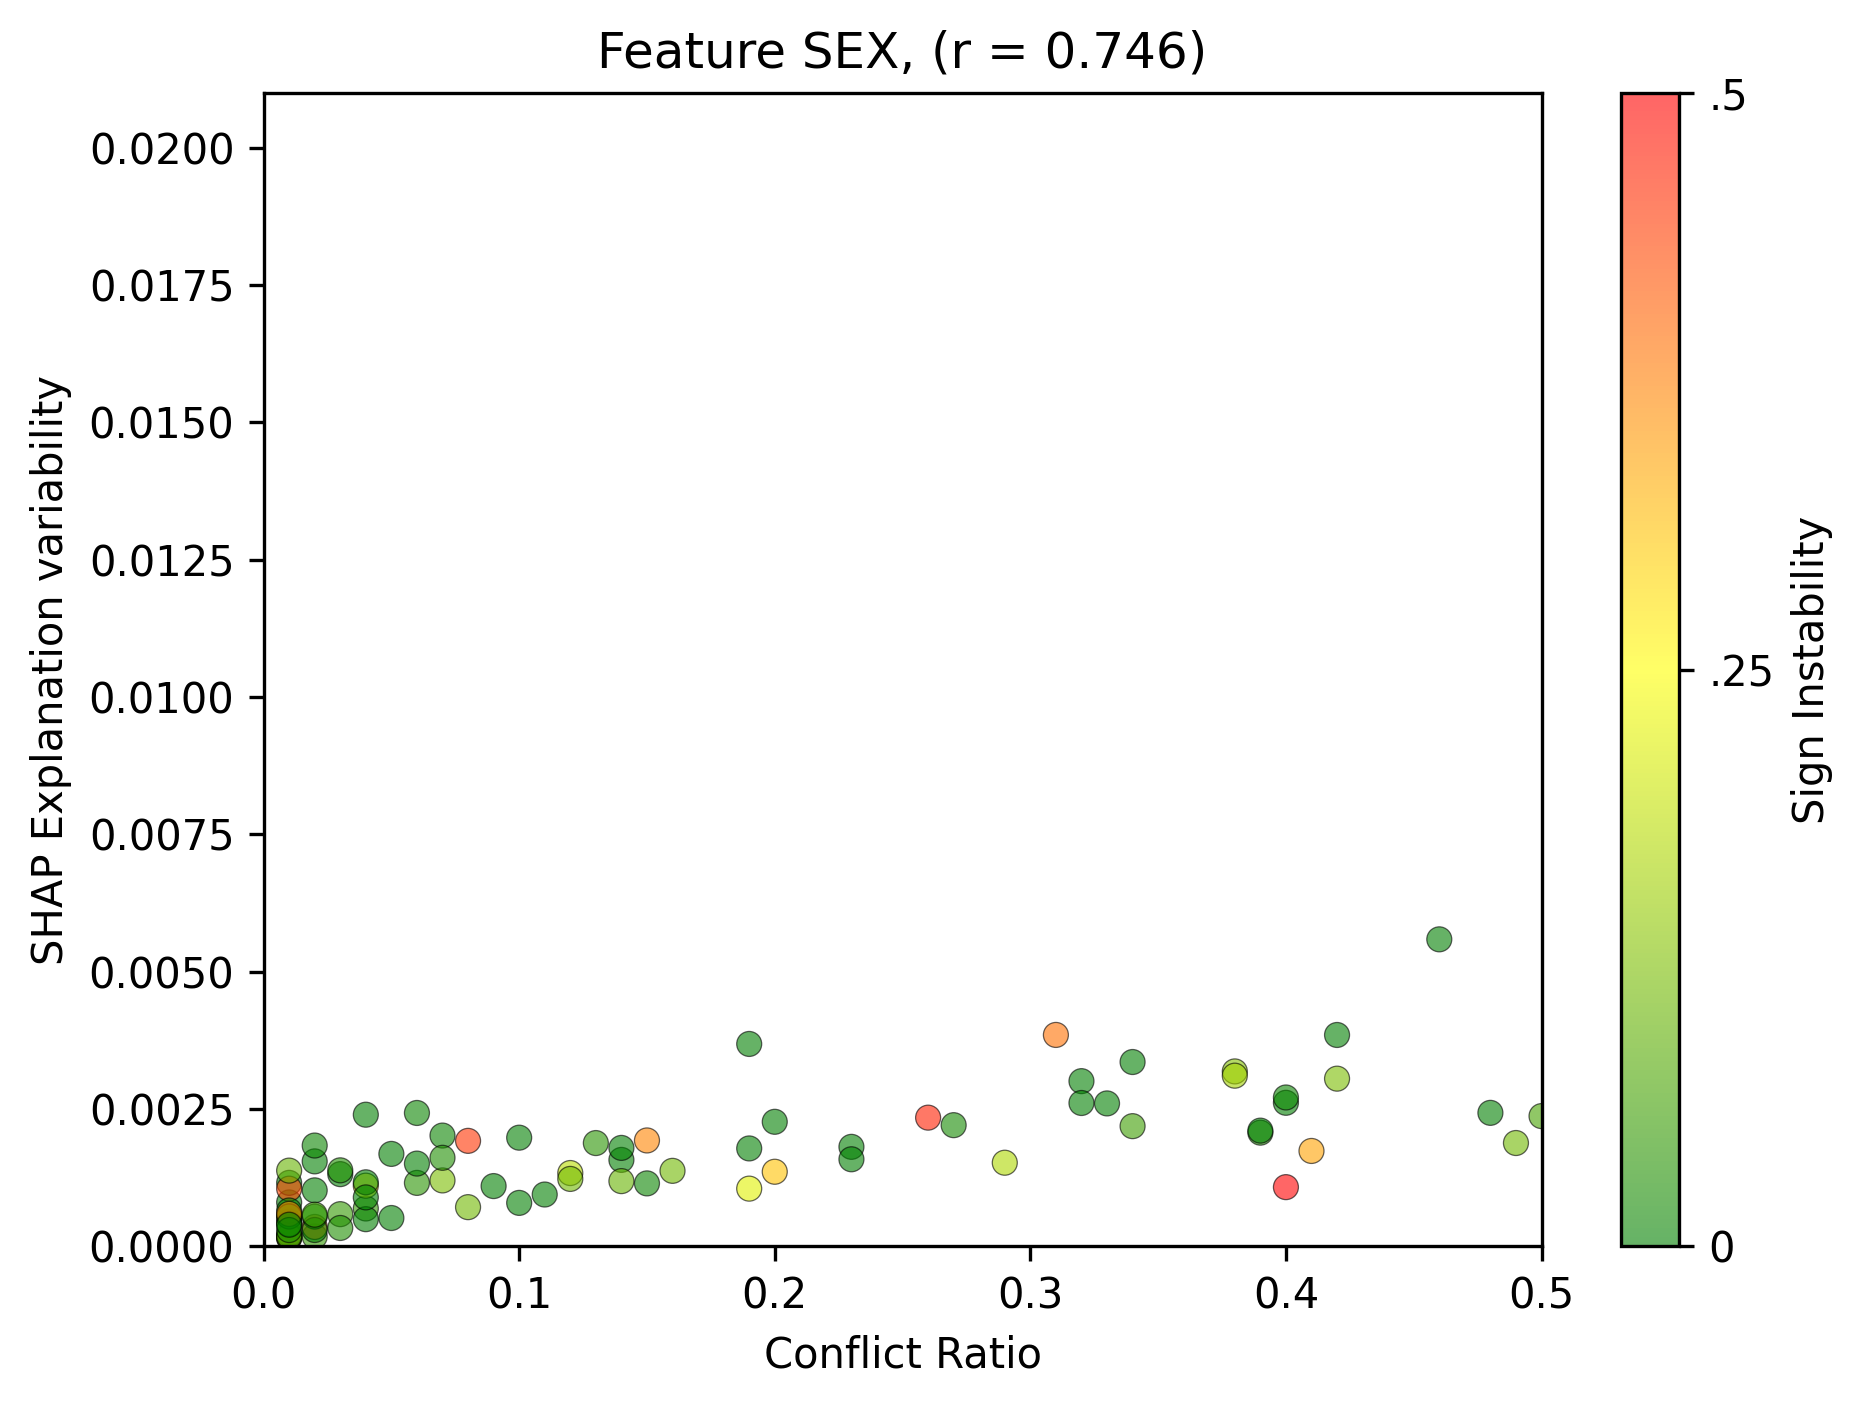 Feature SEX, (r = 0.746)
SHAP Explanation variability
0.0200
0.0175
0.0150
0.0125
0.0100
0.0075
0.0050
0.0025
0.0000
0.0 0.1 0.2 0.3 0.4 0.5
Conflict Ratio
.5
.25
0
Sign Instability